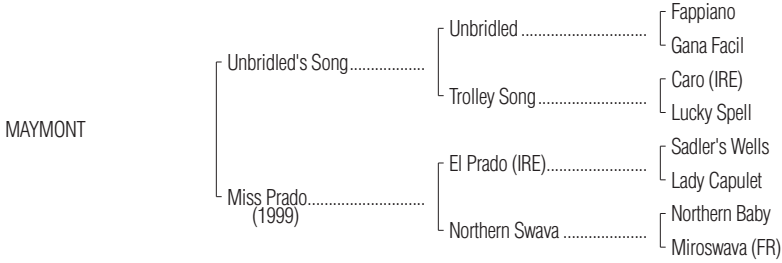 Fappiano
Unbridled ..............................
Gana Facil
Unbridled's Song..................
Caro (IRE)
Trolley Song..........................
Lucky Spell
MAYMONT
Sadler's Wells
El Prado (IRE)........................
Lady Capulet
Miss Prado............................
(1999)
Northern Baby
Northern Swava ....................
Miroswava (FR)